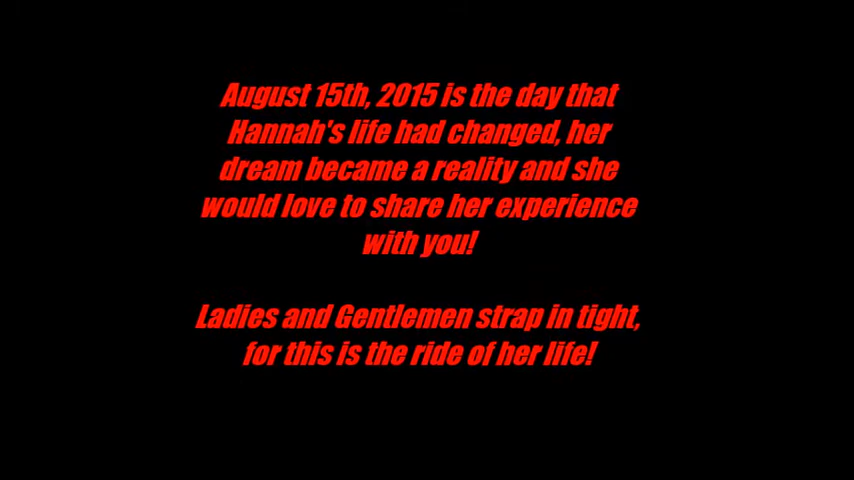 August 15th, 2015 is the day that
Hannah's life had changed, her
dream became a reality and she
would love to share her experience
with you!
Ladies and Gentlemen strap in tight,
for this is the ride of her life!